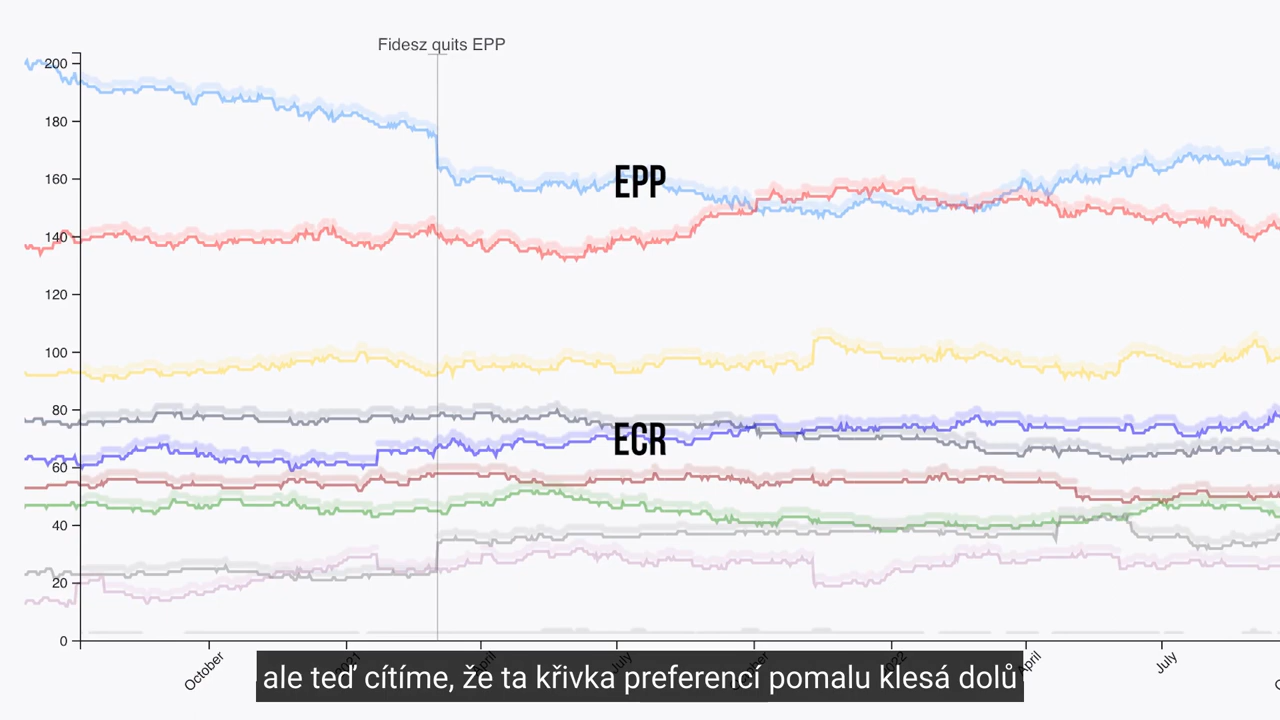 Fidesz quits EPP
200
180
160
EPP
140
120
100
80
ECR
60
40
20
0
October
July
April
July
ale teď cítíme, že ta křivka preferencí pomalu klesá dolů